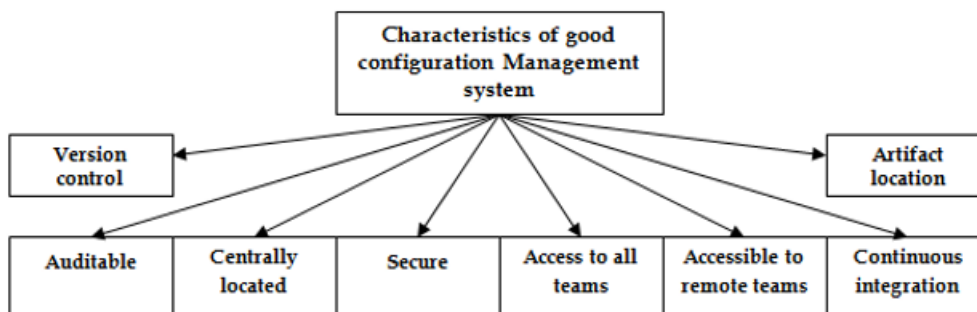 Characteristics of good
configuration Management
system
Version
control
Artifact
location
Auditable
Centrally
located
Secure
Access to all
teams
Accessible to
remote teams
Continuous
integration